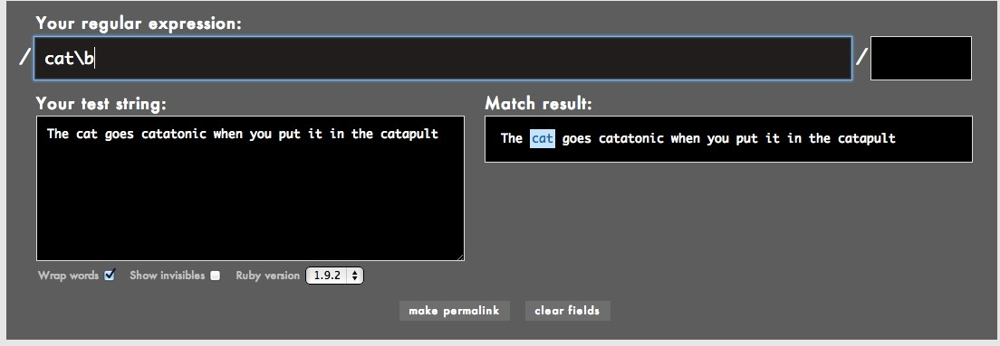 Your regular expression:
/ cat\b /
Your test string:
Match result:
The cat goes catatonic when you put it in the catapult
The cat goes catatonic when you put it in the catapult
Wrap words Show invisibles Ruby version 1.9.2
make permalink clear fields